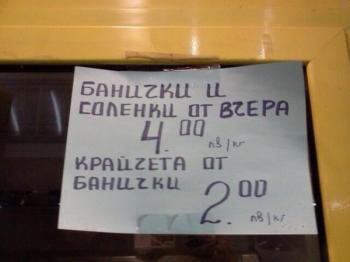 БАНИЧКИ И
СОЛЕНКИ ОТ ВЧЕРА
4.00 лв/кг
КРАЙЧЕТА ОТ
БАНИЧКИ 2.00 лв/кг